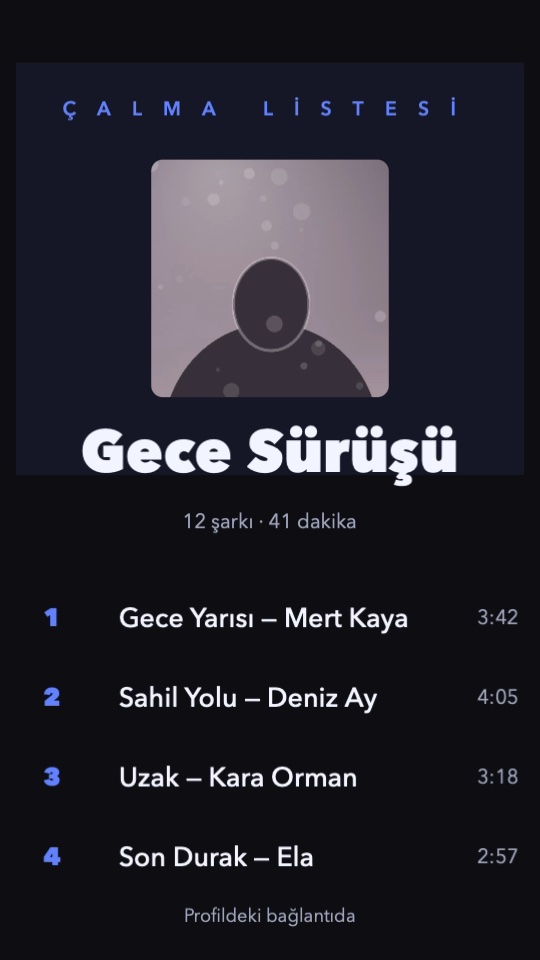 ÇALMA LİSTESİ
Gece Sürüşü
12 şarkı · 41 dakika
1 Gece Yarısı — Mert Kaya 3:42
2 Sahil Yolu — Deniz Ay 4:05
3 Uzak — Kara Orman 3:18
4 Son Durak — Ela 2:57
Profildeki bağlantıda